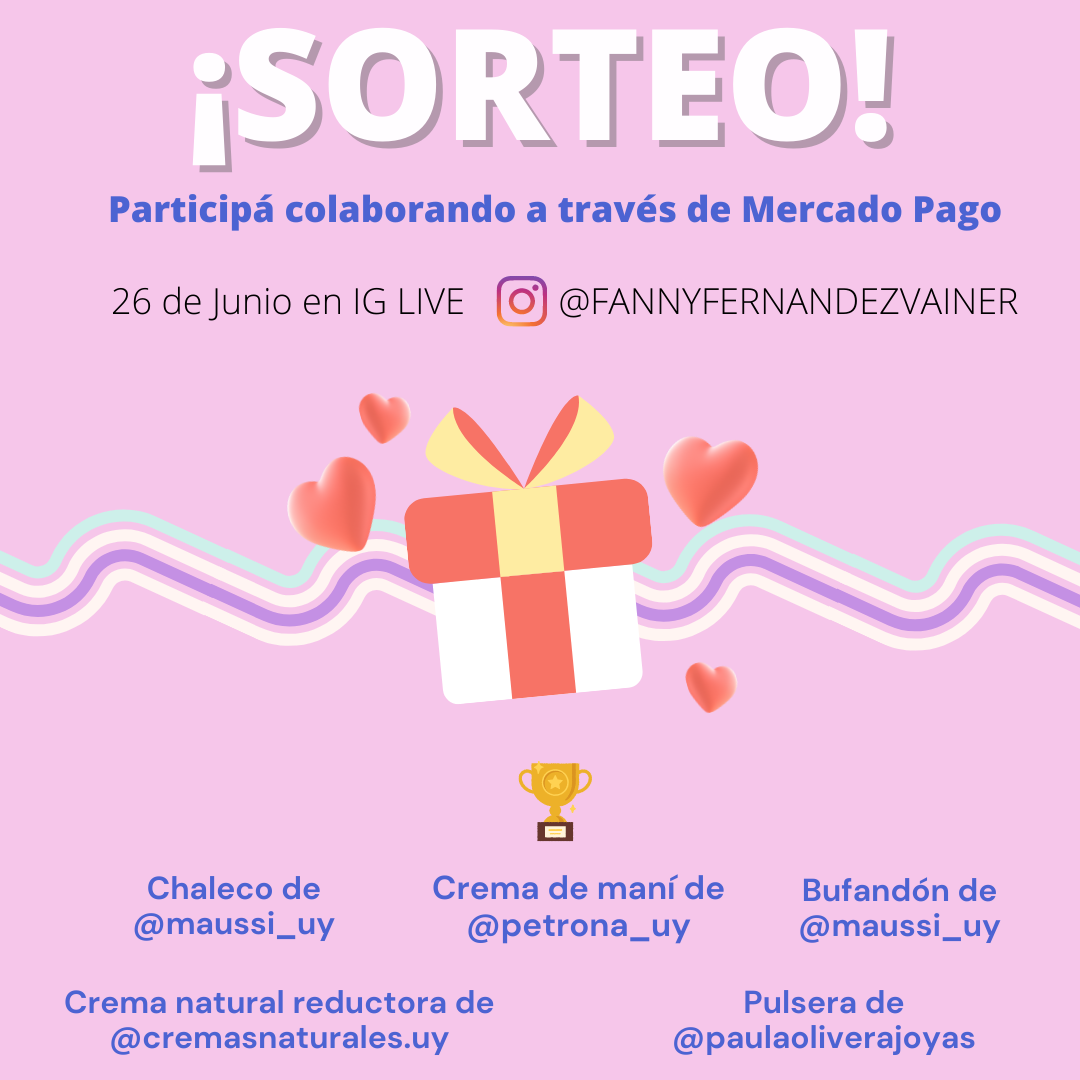 ¡SORTEO!
Participá colaborando a través de Mercado Pago
26 de Junio en IG LIVE @FANNYFERNANDEZVAINER
Chaleco de
@maussi_uy
Crema de maní de
@petrona_uy
Bufandón de
@maussi_uy
Crema natural reductora de
@cremasnaturales.uy
Pulsera de
@paulaoliverajoyas